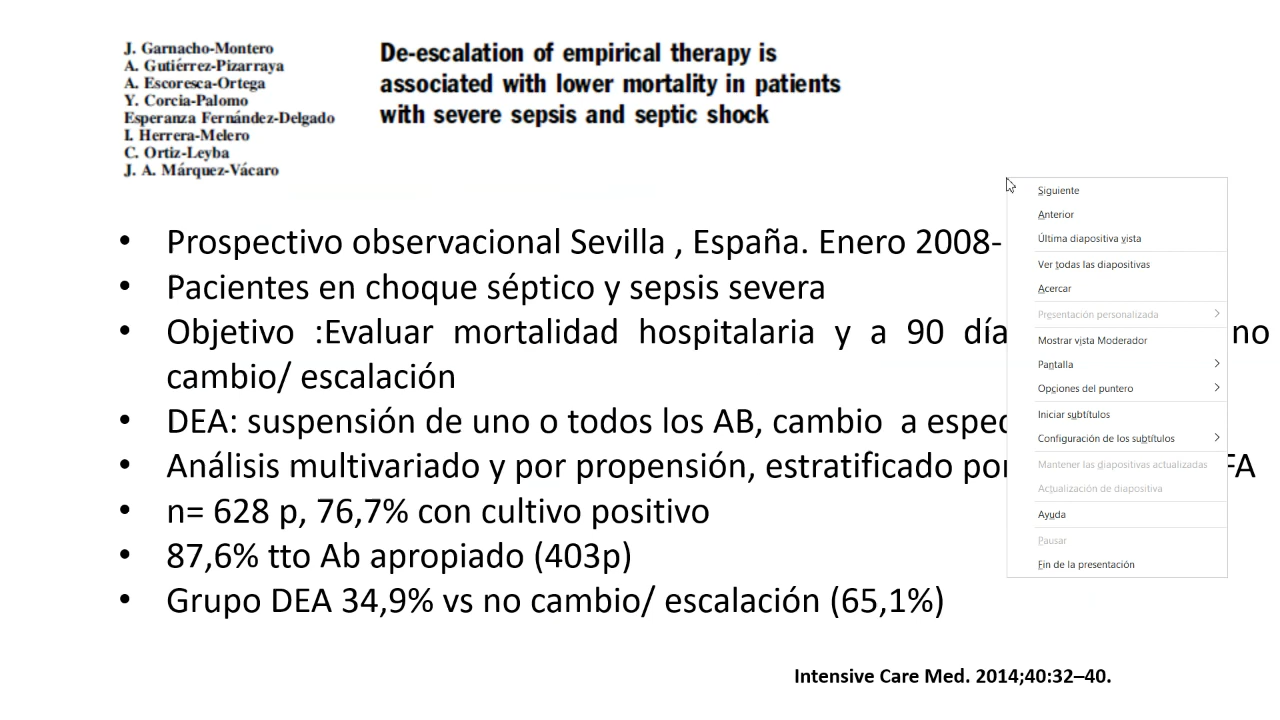 J. Garnacho-Montero
A. Gutiérrez-Pizarraya
A. Escoresca-Ortega
Y. Corcia-Palomo
Esperanza Fernández-Delgado
I. Herrera-Melero
C. Ortiz-Leyba
J. A. Márquez-Vácaro
De-escalation of empirical therapy is
associated with lower mortality in patients
with severe sepsis and septic shock
• Prospectivo observacional Sevilla , España. Enero 2008-
• Pacientes en choque séptico y sepsis severa
• Objetivo :Evaluar mortalidad hospitalaria y a 90 no
cambio/ escalación
• DEA: suspensión de uno o todos los AB, cambio a
• Análisis multivariado y por propensión, estratificado
• n= 628 p, 76,7% con cultivo positivo
• 87,6% tto Ab apropiado (403p)
• Grupo DEA 34,9% vs no cambio/ escalación (65,1%)
Intensive Care Med. 2014;40:32–40.
Siguiente
Anterior
Última diapositiva vista
Ver todas las diapositivas
Acercar
Presentación personalizada
Mostrar vista Moderador
Pantalla
Opciones del puntero
Iniciar subtítulos
Configuración de los subtítulos
Mantener las diapositivas actualizadas
Actualización de diapositiva
Ayuda
Pausar
Fin de la presentación